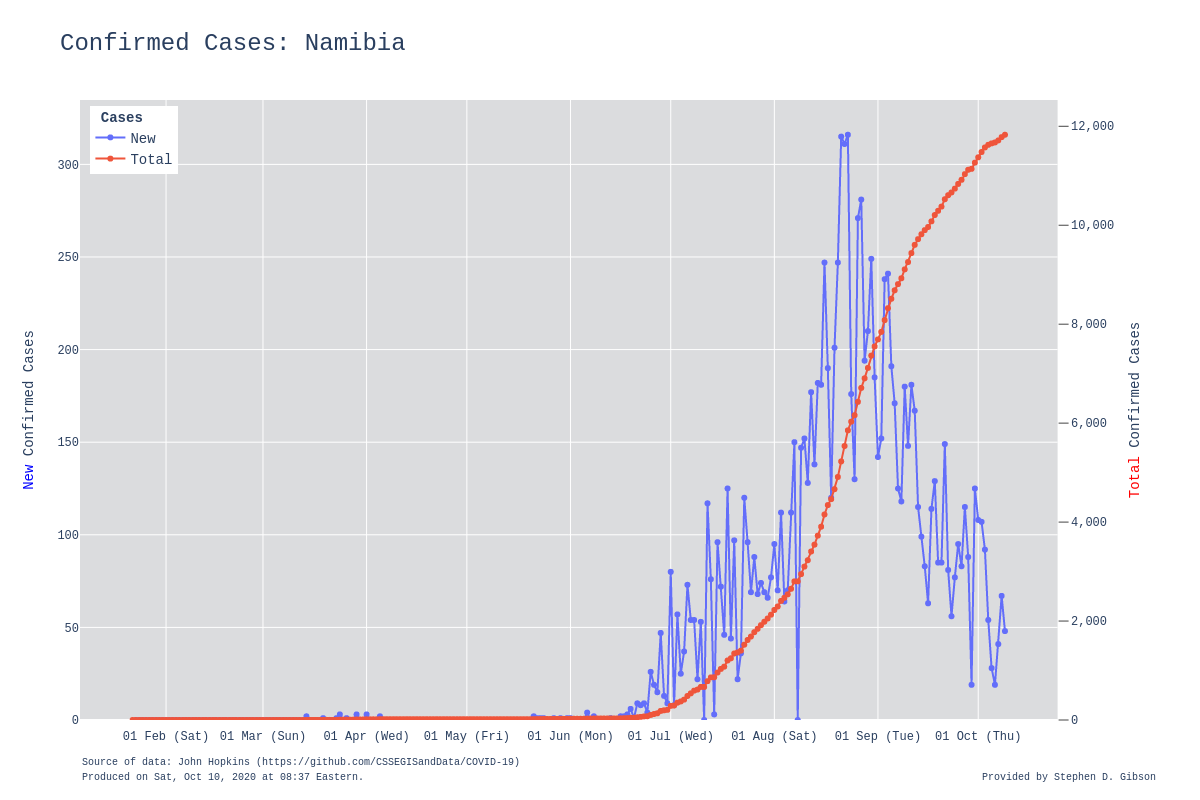 Confirmed Cases: Namibia
Cases
New
Total
300
250
200
150
100
50
0
12,000
10,000
8,000
6,000
4,000
2,000
0
New Confirmed Cases
Total Confirmed Cases
01 Feb (Sat) 01 Mar (Sun) 01 Apr (Wed) 01 May (Fri) 01 Jun (Mon) 01 Jul (Wed) 01 Aug (Sat) 01 Sep (Tue) 01 Oct (Thu)
Source of data: John Hopkins (https://github.com/CSSEGISandData/COVID-19)
Produced on Sat, Oct 10, 2020 at 08:37 Eastern.
Provided by Stephen D. Gibson